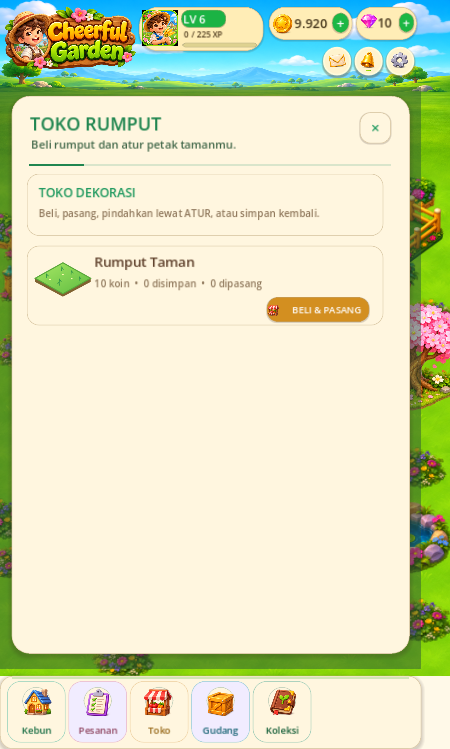 Cheerful
Garden
LV 6
0 / 225 XP
9.920 +
10 +
TOKO RUMPUT
Beli rumput dan atur petak tamanmu.
×
TOKO DEKORASI
Beli, pasang, pindahkan lewat ATUR, atau simpan kembali.
Rumput Taman
10 koin • 0 disimpan • 0 dipasang
BELI & PASANG
Kebun
Pesanan
Toko
Gudang
Koleksi